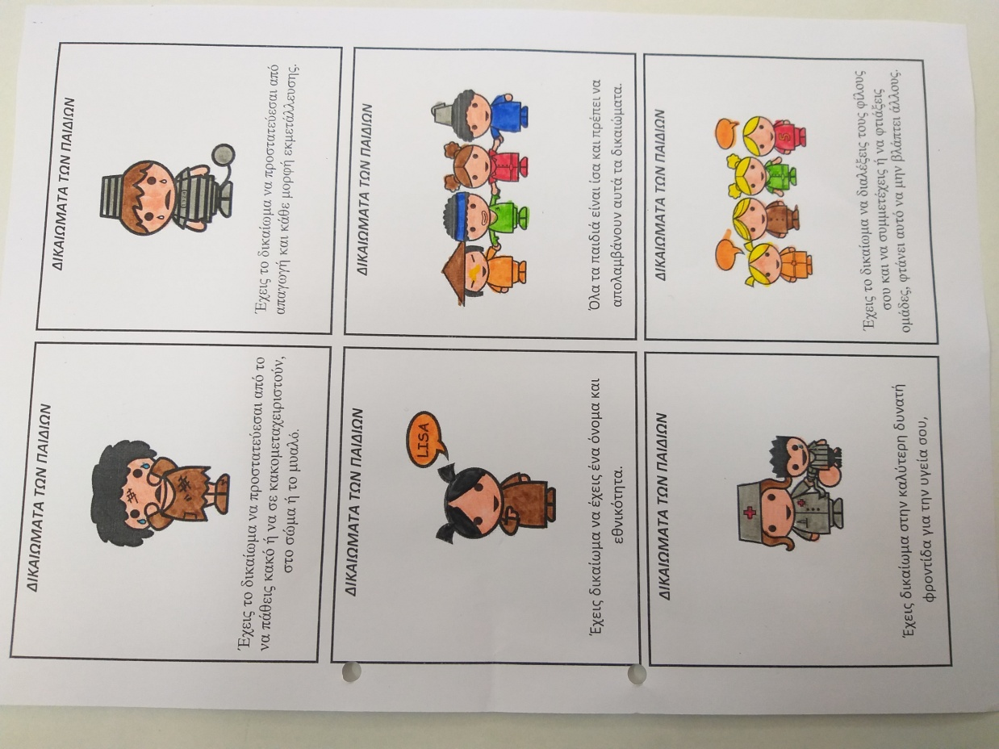 ΔΙΚΑΙΩΜΑΤΑ ΤΩΝ ΠΑΙΔΙΩΝ
Έχεις το δικαίωμα να προστατεύεσαι από το
να πάθεις κακό ή να σε κακομεταχειριστούν,
στο σώμα ή το μυαλό.
ΔΙΚΑΙΩΜΑΤΑ ΤΩΝ ΠΑΙΔΙΩΝ
Έχεις το δικαίωμα να προστατεύεσαι από
απαγωγή και κάθε μορφή εκμετάλλευσης.
ΔΙΚΑΙΩΜΑΤΑ ΤΩΝ ΠΑΙΔΙΩΝ
LISA
Έχεις δικαίωμα να έχεις ένα όνομα και
εθνικότητα.
ΔΙΚΑΙΩΜΑΤΑ ΤΩΝ ΠΑΙΔΙΩΝ
Όλα τα παιδιά είναι ίσα και πρέπει να
απολαμβάνουν αυτά τα δικαιώματα.
ΔΙΚΑΙΩΜΑΤΑ ΤΩΝ ΠΑΙΔΙΩΝ
Έχεις δικαίωμα στην καλύτερη δυνατή
φροντίδα για την υγεία σου,
ΔΙΚΑΙΩΜΑΤΑ ΤΩΝ ΠΑΙΔΙΩΝ
5
Έχεις το δικαίωμα να διαλέξεις τους φίλους
σου και να συμμετέχεις ή να φτιάξεις
ομάδες, φτάνει αυτό να μην βλάπτει άλλους.